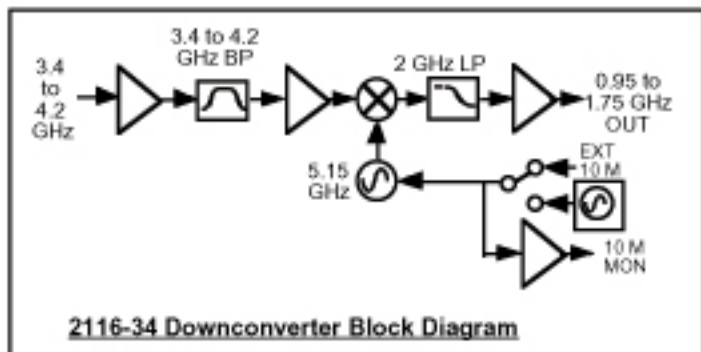 3.4 to 4.2
GHz BP
3.4
to
4.2
GHz
2 GHz LP
0.95 to
1.75 GHz
OUT
5.15
GHz
EXT
10 M
10 M
MON
2116-34 Downconverter Block Diagram